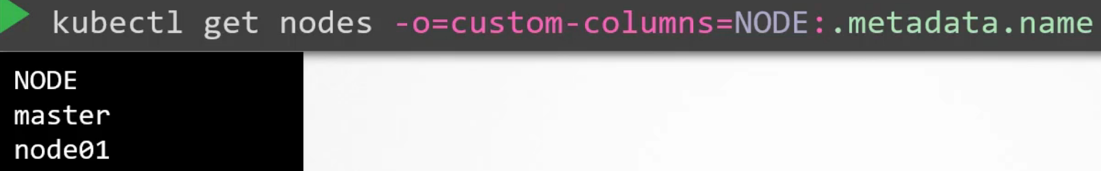 kubectl get nodes -o=custom-columns=NODE:.metadata.name
NODE
master
node01